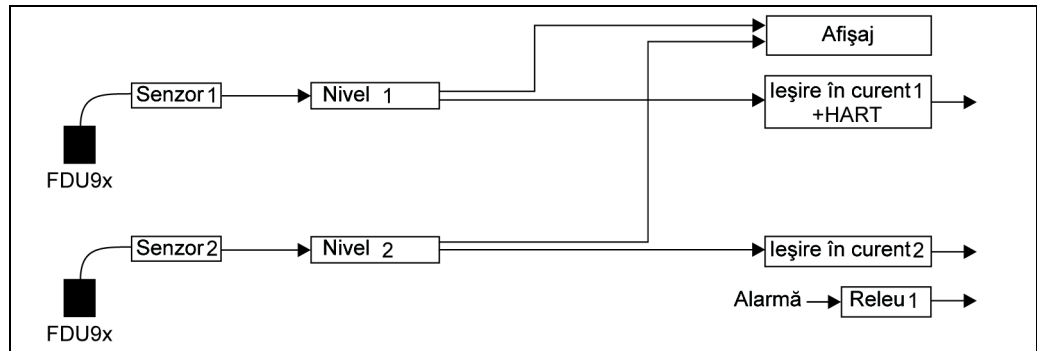 Afişaj
Senzor 1
Nivel 1
Ieşire în curent 1
+HART
FDU9x
Senzor 2
Nivel 2
Ieşire în curent 2
Alarmă
Releu 1
FDU9x